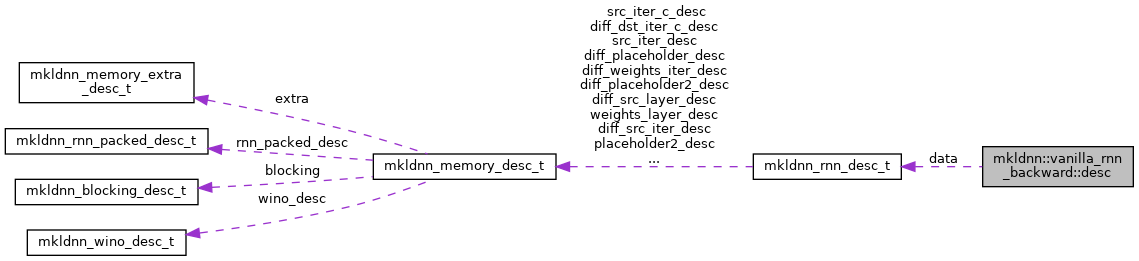 src_iter_c_desc
diff_dst_iter_c_desc
src_iter_desc
diff_placeholder_desc
diff_weights_iter_desc
diff_placeholder2_desc
diff_src_layer_desc
weights_layer_desc
diff_src_iter_desc
placeholder2_desc
...
mkldnn_memory_extra
_desc_t
extra
mkldnn_rnn_packed_desc_t
rnn_packed_desc
mkldnn_blocking_desc_t
blocking
mkldnn_wino_desc_t
wino_desc
mkldnn_memory_desc_t
mkldnn_rnn_desc_t
data
mkldnn::vanilla_rnn
_backward::desc